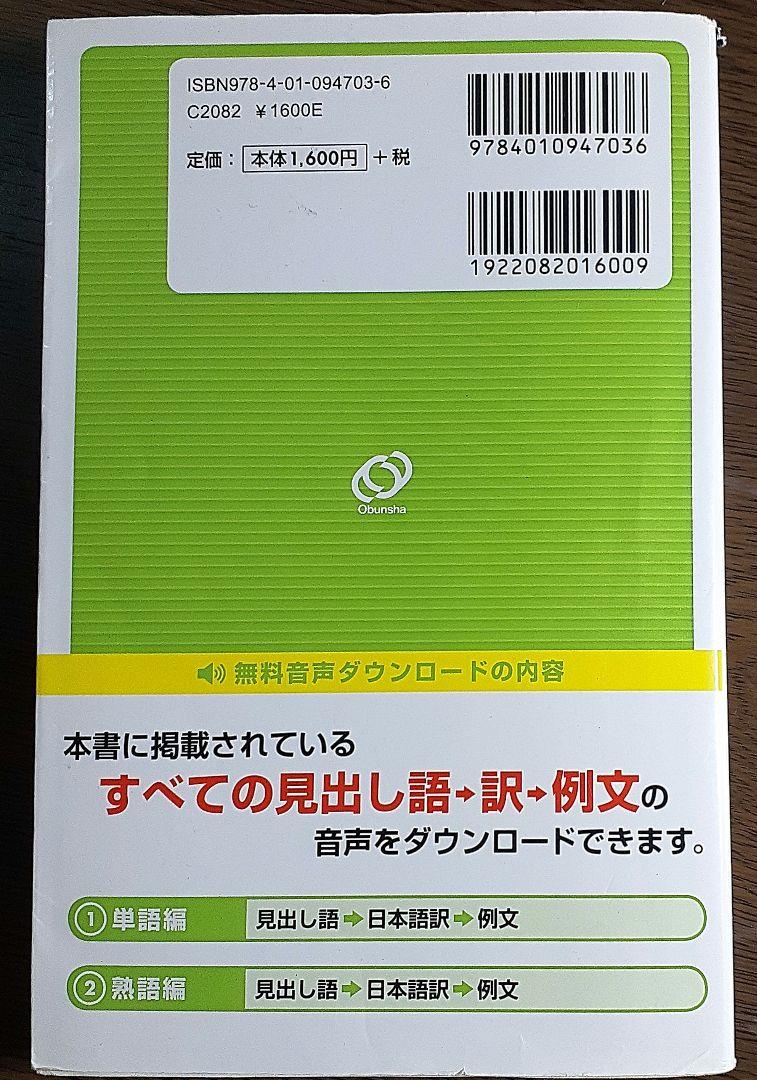 ISBN978-4-01-094703-6
C2082 ¥1600E
定価：本体1,600円+税
9784010947036
1922082016009
Obunsha
無料音声ダウンロードの内容
本書に掲載されている
すべての見出し語→訳→例文の
音声をダウンロードできます。
①単語編 見出し語→日本語訳→例文
②熟語編 見出し語→日本語訳→例文